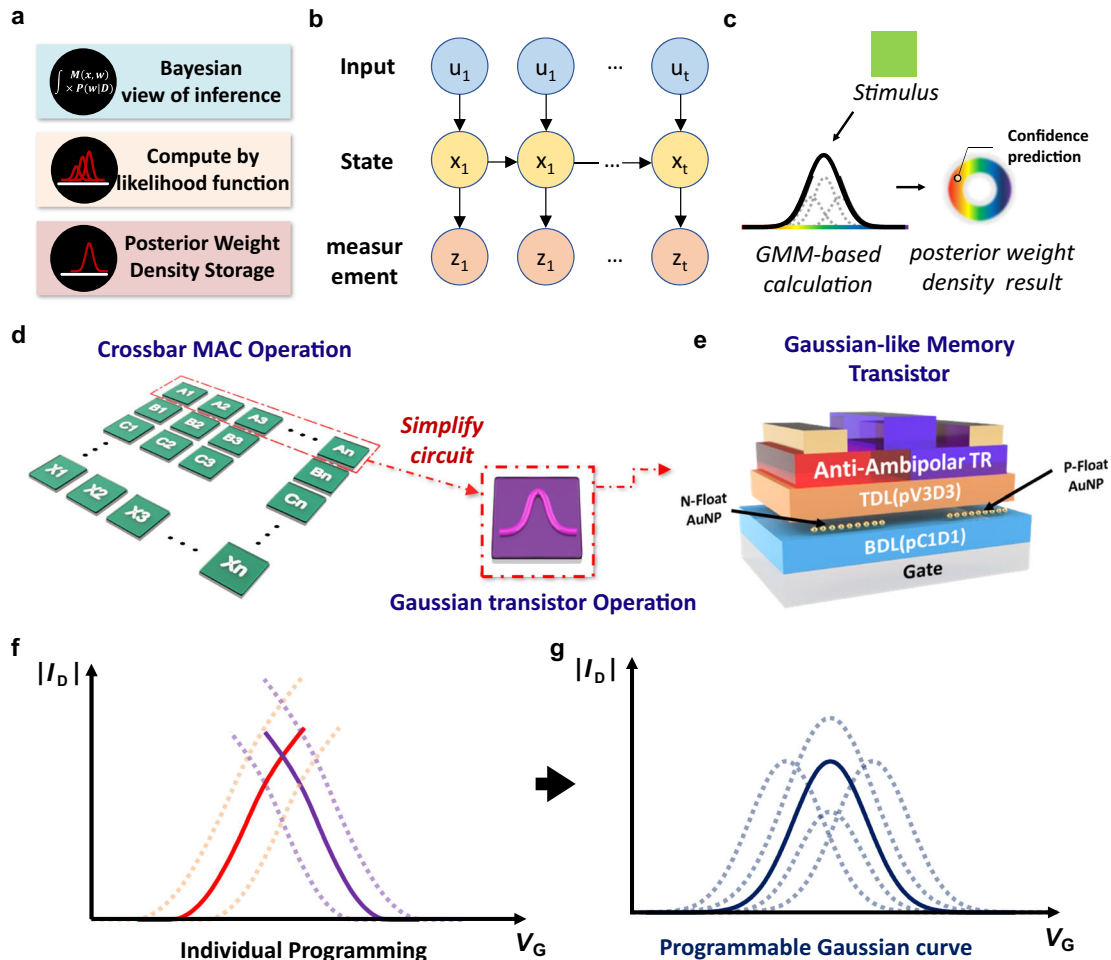 a
∫ M(x,w)
× P(w|D)
Bayesian
view of inference
Compute by
likelihood function
Posterior Weight
Density Storage
b
Input
u1 u1 ... ut
State
x1 x1 ... xt
measur
ement
z1 z1 ... zt
c
Stimulus
Confidence
prediction
GMM-based
calculation
posterior weight
density result
d
Crossbar MAC Operation
A1 A2 A3 An
B1 B2 B3 Bn
C1 C2 C3 Cn
X1 X2 X3 Xn
Simplify
circuit
Gaussian transistor Operation
e
Gaussian-like Memory
Transistor
Anti-Ambipolar TR
P-Float
AuNP
N-Float
AuNP
TDL(pV3D3)
BDL(pC1D1)
Gate
f
|ID|
VG
Individual Programming
g
|ID|
VG
Programmable Gaussian curve